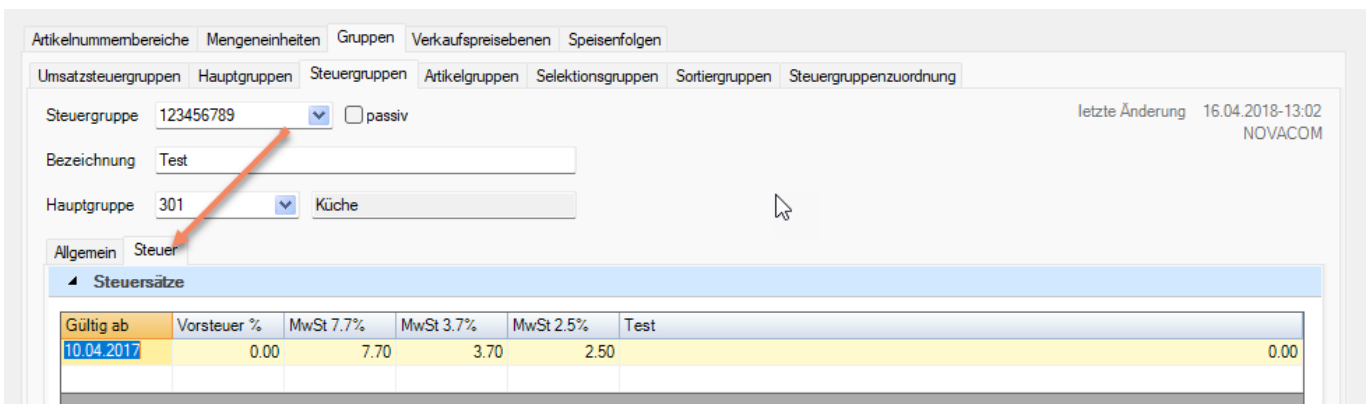 Artikelnummernbereiche Mengeneinheiten Gruppen Verkaufspreisebenen Speisenfolgen
Umsatzsteuergruppen Hauptgruppen Steuergruppen Artikelgruppen Selektionsgruppen Sortiergruppen Steuergruppenzuordnung
Steuergruppe 123456789 passiv letzte Änderung 16.04.2018-13:02
NOVACOM
Bezeichnung Test
Hauptgruppe 301 Küche
Allgemein Steuer
Steuersätze
Gültig ab Vorsteuer % MwSt 7.7% MwSt 3.7% MwSt 2.5% Test
10.04.2017 0.00 7.70 3.70 2.50 0.00